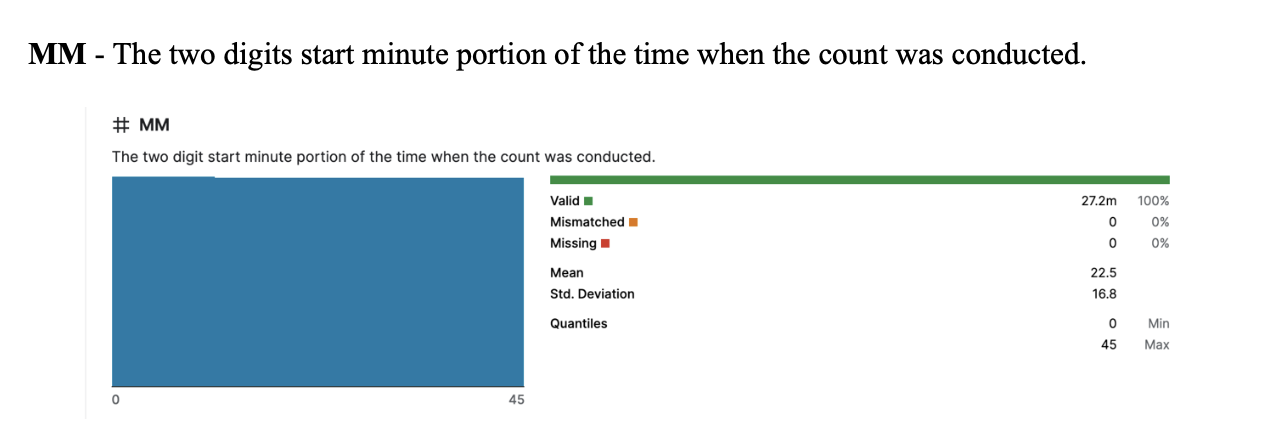 MM - The two digits start minute portion of the time when the count was conducted.
# MM
The two digit start minute portion of the time when the count was conducted.
Valid 27.2m 100%
Mismatched 0 0%
Missing 0 0%
Mean 22.5
Std. Deviation 16.8
Quantiles 0 Min
45 Max
0 45